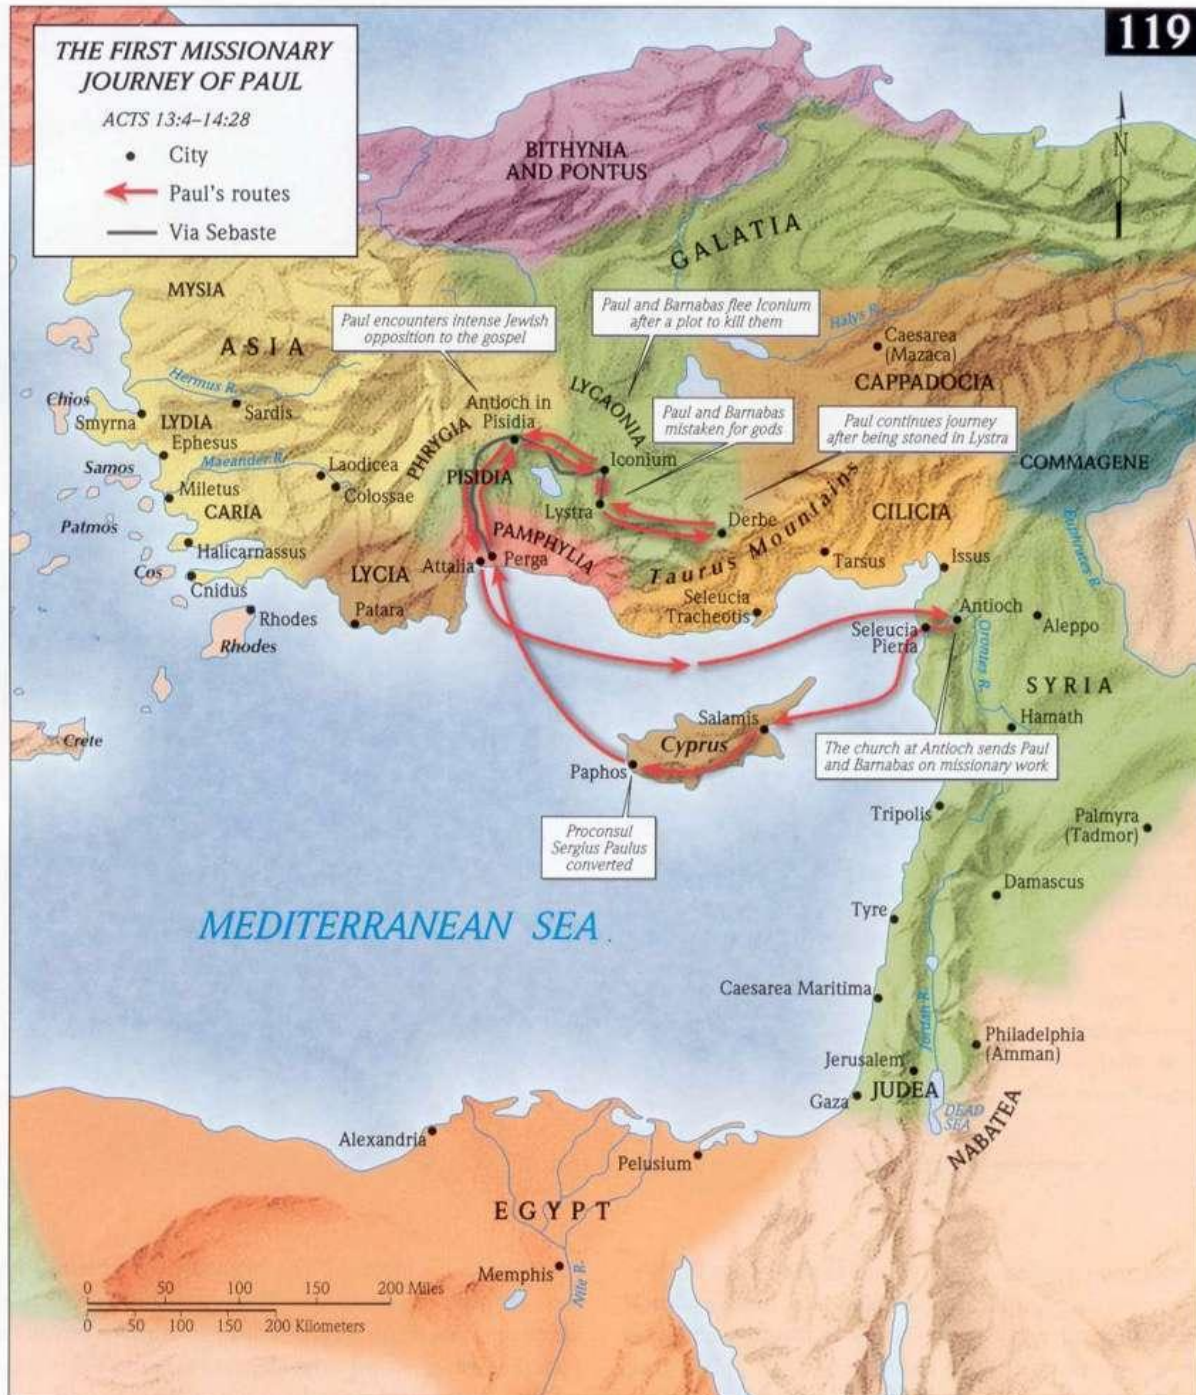 119
THE FIRST MISSIONARY
JOURNEY OF PAUL
ACTS 13:4–14:28
City
Paul's routes
Via Sebaste
N
BITHYNIA
AND PONTUS
GALATIA
MYSIA
Paul encounters intense Jewish
opposition to the gospel
Paul and Barnabas flee Iconium
after a plot to kill them
Halys R.
Caesarea
(Mazaca)
CAPPADOCIA
ASIA
Hermus R.
Chios
Smyrna
LYDIA
Sardis
Ephesus
Antioch in
Pisidia
LYCAONIA
Paul and Barnabas
mistaken for gods
Paul continues journey
after being stoned in Lystra
PHRYGIA
Samos
Maeander R.
Laodicea
Colossae
PISIDIA
Iconium
COMMAGENE
Miletus
CARIA
Patmos
Lystra
Derbe
CILICIA
Taurus Mountains
Euphrates R.
Halicarnassus
Cos
Cnidus
LYCIA
Attalia
Perga
PAMPHYLIA
Tarsus
Issus
Rhodes
Rhodes
Patara
Seleucia
Tracheotis
Seleucia
Pieria
Antioch
Aleppo
Orontes R.
SYRIA
Hamath
Crete
Salamis
Cyprus
Paphos
The church at Antioch sends Paul
and Barnabas on missionary work
Proconsul
Sergius Paulus
converted
Tripolis
Palmyra
(Tadmor)
Damascus
MEDITERRANEAN SEA
Tyre
Caesarea Maritima
Jordan R.
Philadelphia
(Amman)
Jerusalem
JUDEA
Gaza
DEAD
SEA
NABATEA
Alexandria
Pelusium
EGYPT
Memphis
Nile R.
0 50 100 150 200 Miles
0 50 100 150 200 Kilometers